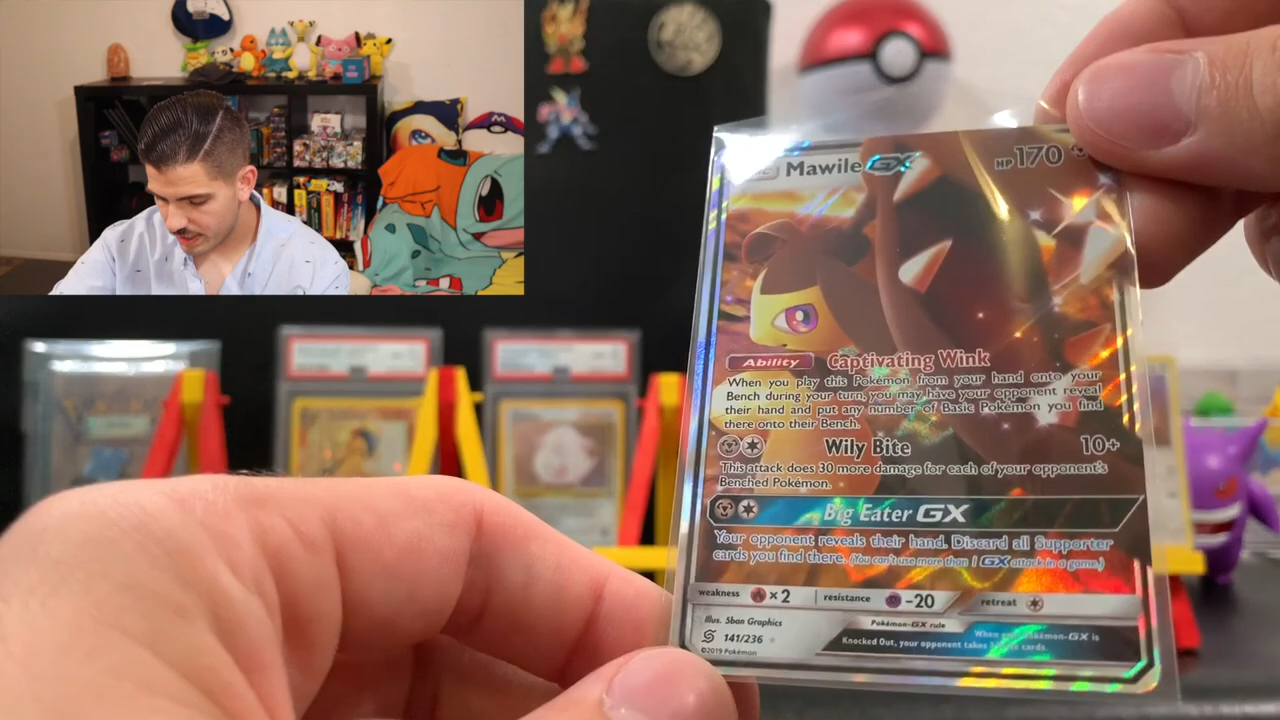 Mawile GX
HP 170
Ability Captivating Wink
When you play this Pokémon from your hand onto your
Bench during your turn, you may have your opponent reveal
their hand and put any number of Basic Pokémon you find
there onto their Bench.
Wily Bite 10+
This attack does 30 more damage for each of your opponent's
Benched Pokémon.
Big Eater GX
Your opponent reveals their hand. Discard all Supporter
cards you find there. (You can't use more than 1 GX attack in a game.)
weakness ×2 resistance -20 retreat
Illus. 5ban Graphics
141/236
©2019 Pokémon
Pokémon-GX rule
When your Pokémon-GX is
Knocked Out, your opponent takes cards.